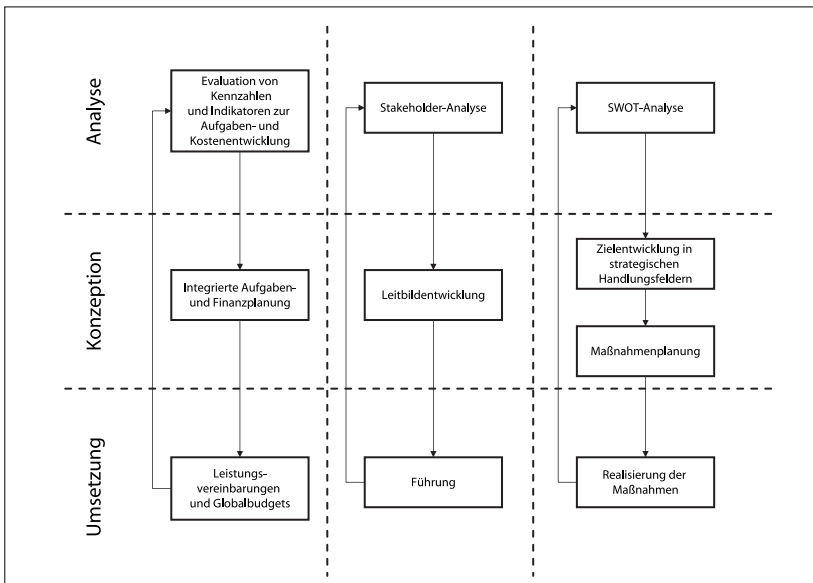 Analyse
Evaluation von
Kennzahlen
und Indikatoren zur
Aufgaben- und
Kostenentwicklung
Stakeholder-Analyse
SWOT-Analyse
Konzeption
Integrierte Aufgaben-
und Finanzplanung
Leitbildentwicklung
Zielentwicklung in
strategischen
Handlungsfeldern
Maßnahmenplanung
Umsetzung
Leistungs-
vereinbarungen
und Globalbudgets
Führung
Realisierung der
Maßnahmen